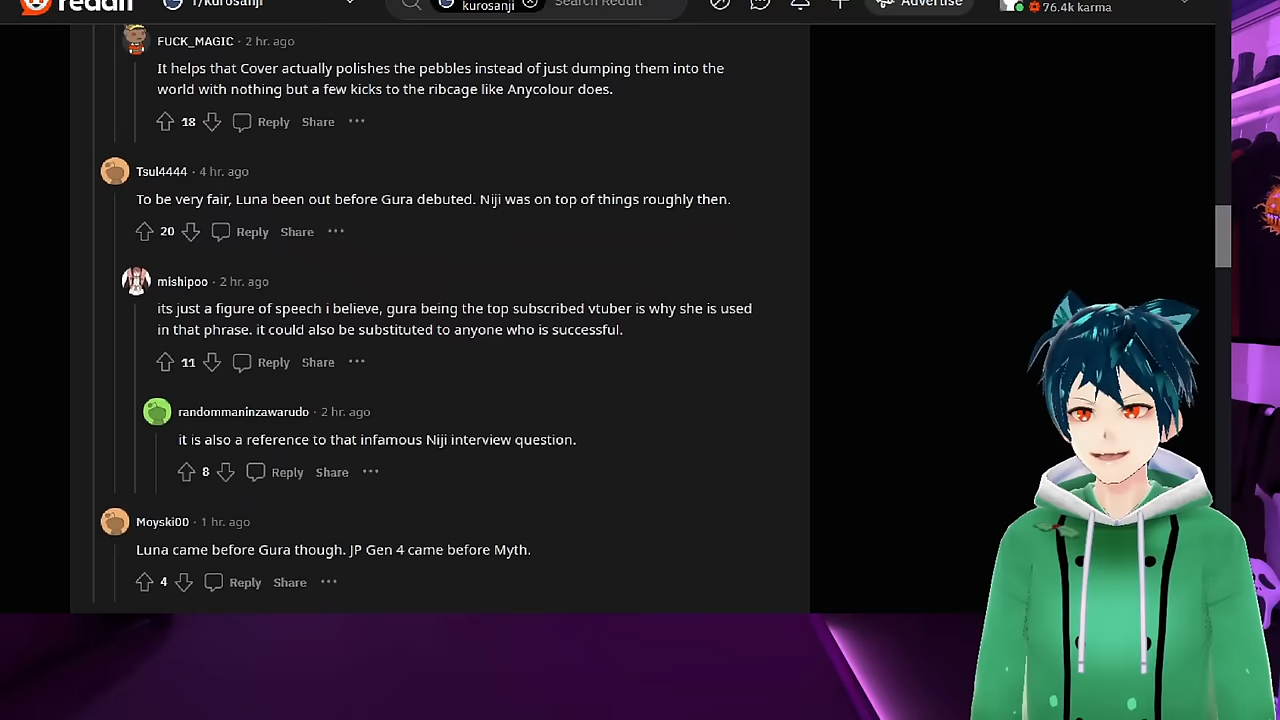 reddit
r/kurosanji
kurosanji
Search Reddit
Advertise
76.4k karma
FUCK_MAGIC · 2 hr. ago
It helps that Cover actually polishes the pebbles instead of just dumping them into the
world with nothing but a few kicks to the ribcage like Anycolour does.
18 Reply Share ···
Tsul4444 · 4 hr. ago
To be very fair, Luna been out before Gura debuted. Niji was on top of things roughly then.
20 Reply Share ···
mishipoo · 2 hr. ago
its just a figure of speech i believe, gura being the top subscribed vtuber is why she is used
in that phrase. it could also be substituted to anyone who is successful.
11 Reply Share ···
randommaninzawarudo · 2 hr. ago
it is also a reference to that infamous Niji interview question.
8 Reply Share ···
Moyski00 · 1 hr. ago
Luna came before Gura though. JP Gen 4 came before Myth.
4 Reply Share ···